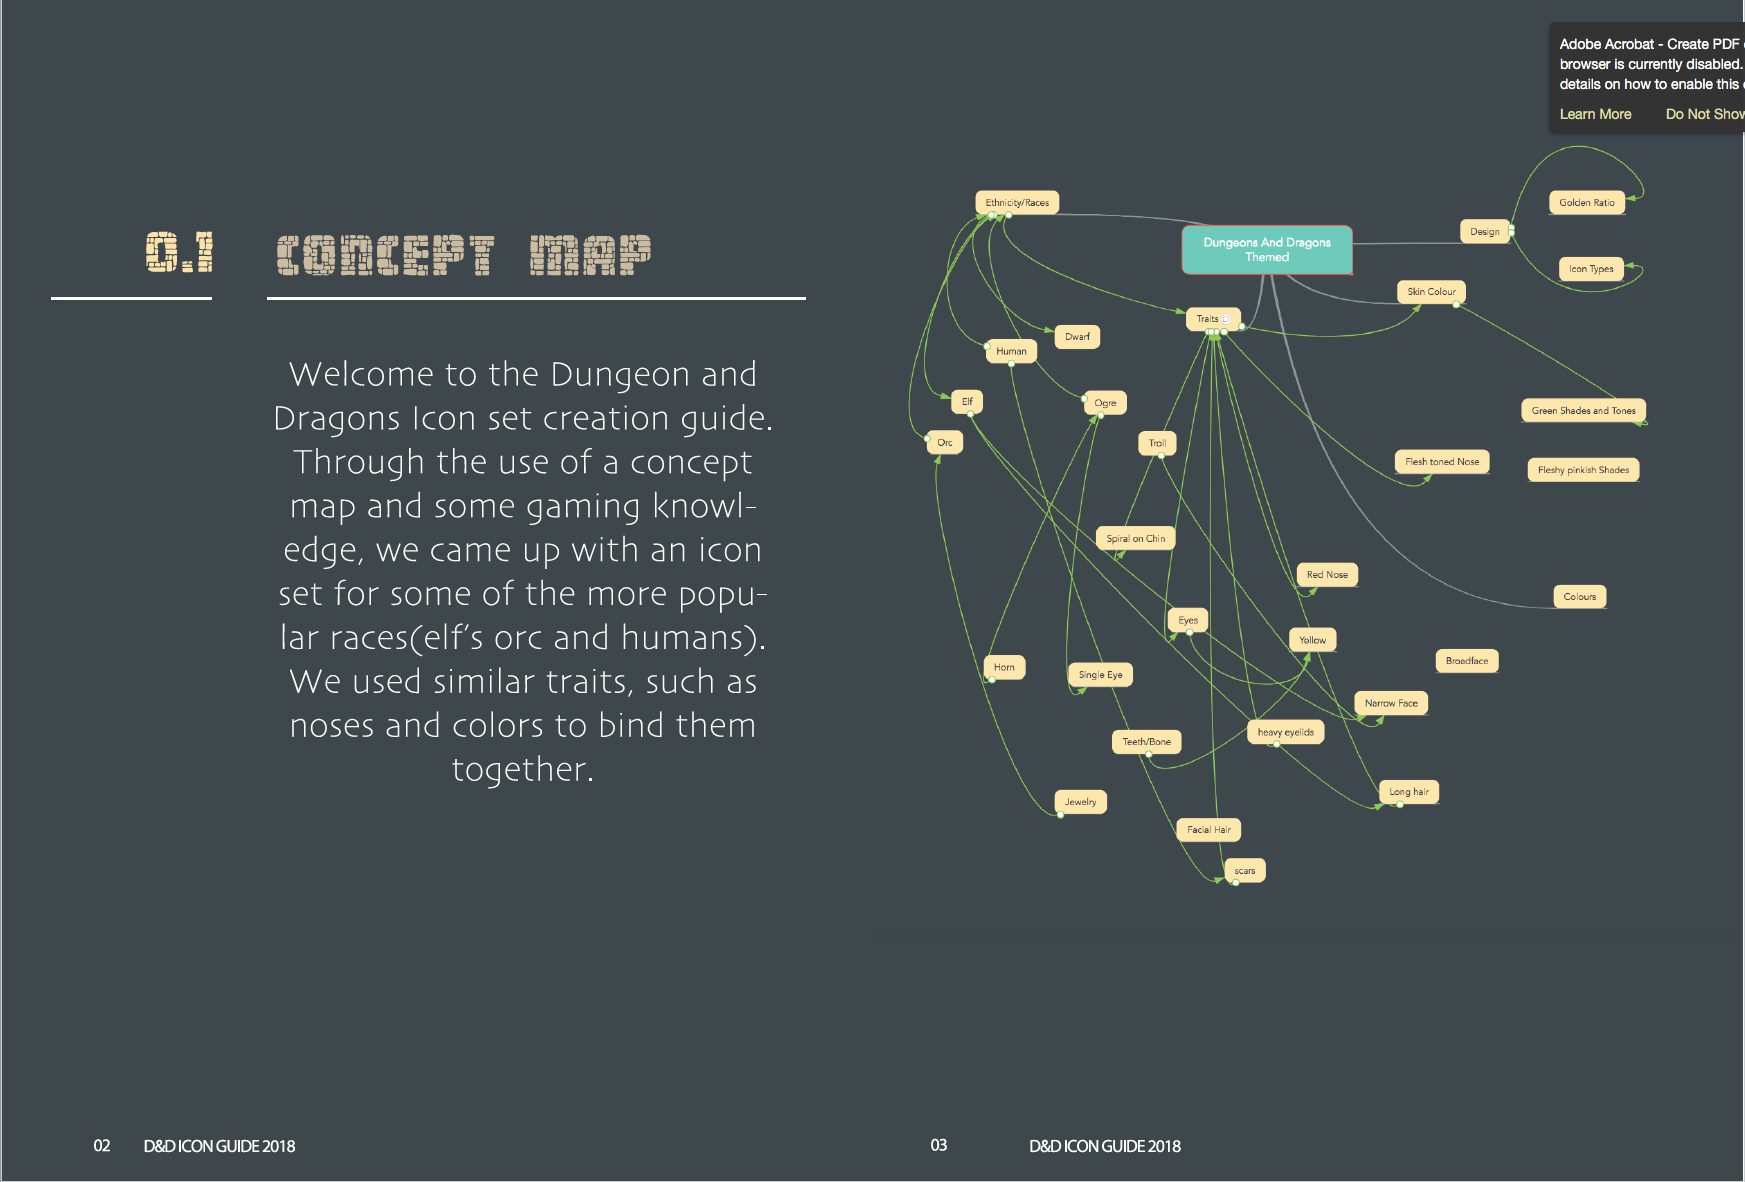 0.1 CONCEPT MAP
Welcome to the Dungeon and
Dragons Icon set creation guide.
Through the use of a concept
map and some gaming knowl-
edge, we came up with an icon
set for some of the more popu-
lar races(elf's orc and humans).
We used similar traits, such as
noses and colors to bind them
together.
02 D&D ICON GUIDE 2018
Adobe Acrobat - Create PDF
browser is currently disabled.
details on how to enable this
Learn More Do Not Show
Ethnicity/Races
Golden Ratio
Design
Dungeons And Dragons
Themed
Icon Types
Skin Colour
Traits
Dwarf
Human
Elf
Ogre
Green Shades and Tones
Orc
Troll
Flesh toned Nose
Fleshy pinkish Shades
Spiral on Chin
Red Nose
Colours
Eyes
Yellow
Broadface
Horn
Single Eye
Narrow Face
heavy eyelids
Teeth/Bone
Long hair
Jewelry
Facial Hair
scars
03 D&D ICON GUIDE 2018